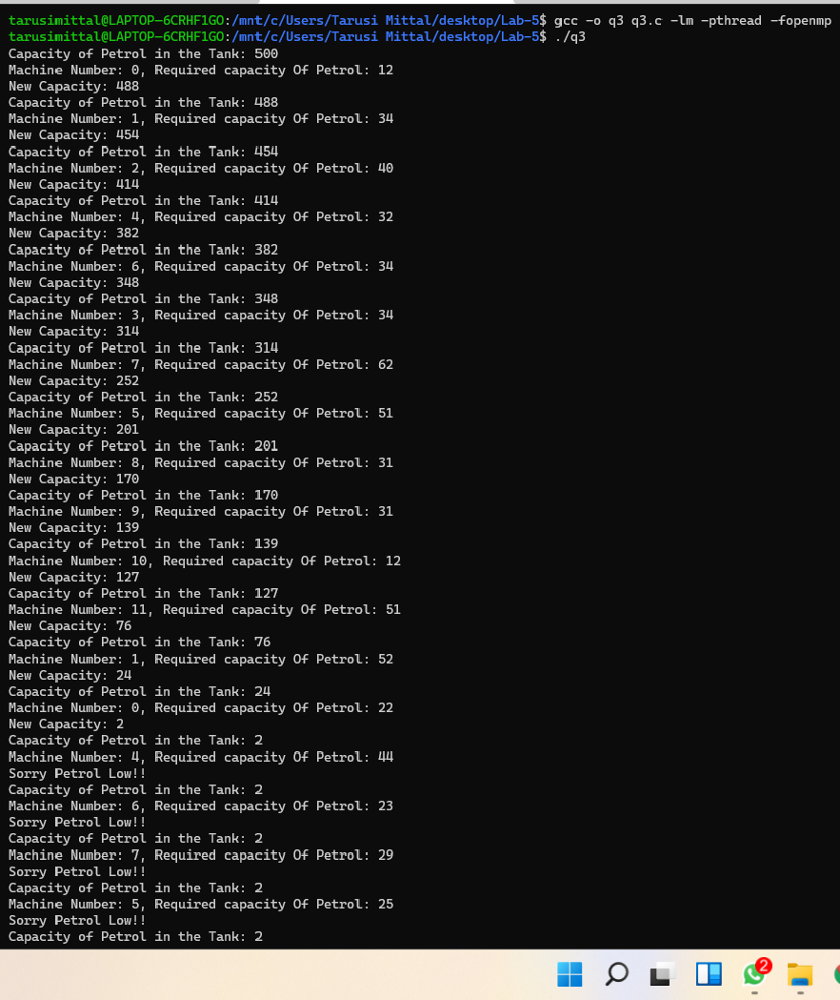 tarusimittal@LAPTOP-6CRHF1GO:/mnt/c/Users/Tarusi Mittal/desktop/Lab-5$ gcc -o q3 q3.c -lm -pthread -fopenmp
tarusimittal@LAPTOP-6CRHF1GO:/mnt/c/Users/Tarusi Mittal/desktop/Lab-5$ ./q3
Capacity of Petrol in the Tank: 500
Machine Number: 0, Required capacity Of Petrol: 12
New Capacity: 488
Capacity of Petrol in the Tank: 488
Machine Number: 1, Required capacity Of Petrol: 34
New Capacity: 454
Capacity of Petrol in the Tank: 454
Machine Number: 2, Required capacity Of Petrol: 40
New Capacity: 414
Capacity of Petrol in the Tank: 414
Machine Number: 4, Required capacity Of Petrol: 32
New Capacity: 382
Capacity of Petrol in the Tank: 382
Machine Number: 6, Required capacity Of Petrol: 34
New Capacity: 348
Capacity of Petrol in the Tank: 348
Machine Number: 3, Required capacity Of Petrol: 34
New Capacity: 314
Capacity of Petrol in the Tank: 314
Machine Number: 7, Required capacity Of Petrol: 62
New Capacity: 252
Capacity of Petrol in the Tank: 252
Machine Number: 5, Required capacity Of Petrol: 51
New Capacity: 201
Capacity of Petrol in the Tank: 201
Machine Number: 8, Required capacity Of Petrol: 31
New Capacity: 170
Capacity of Petrol in the Tank: 170
Machine Number: 9, Required capacity Of Petrol: 31
New Capacity: 139
Capacity of Petrol in the Tank: 139
Machine Number: 10, Required capacity Of Petrol: 12
New Capacity: 127
Capacity of Petrol in the Tank: 127
Machine Number: 11, Required capacity Of Petrol: 51
New Capacity: 76
Capacity of Petrol in the Tank: 76
Machine Number: 1, Required capacity Of Petrol: 52
New Capacity: 24
Capacity of Petrol in the Tank: 24
Machine Number: 0, Required capacity Of Petrol: 22
New Capacity: 2
Capacity of Petrol in the Tank: 2
Machine Number: 4, Required capacity Of Petrol: 44
Sorry Petrol Low!!
Capacity of Petrol in the Tank: 2
Machine Number: 6, Required capacity Of Petrol: 23
Sorry Petrol Low!!
Capacity of Petrol in the Tank: 2
Machine Number: 7, Required capacity Of Petrol: 29
Sorry Petrol Low!!
Capacity of Petrol in the Tank: 2
Machine Number: 5, Required capacity Of Petrol: 25
Sorry Petrol Low!!
Capacity of Petrol in the Tank: 2
2